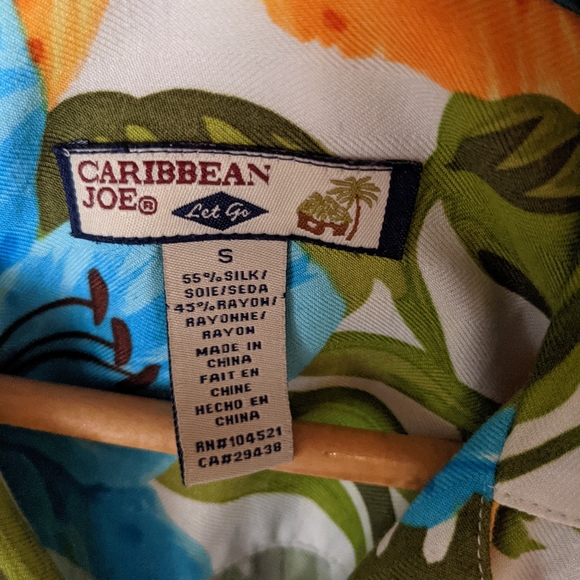 CARIBBEAN
JOE®
Let Go
S
55%SILK/
SOIE/SEDA
45%RAYON/
RAYONNE/
RAYON
MADE IN
CHINA
FAIT EN
CHINE
HECHO EN
CHINA
RN#104521
CA#29438